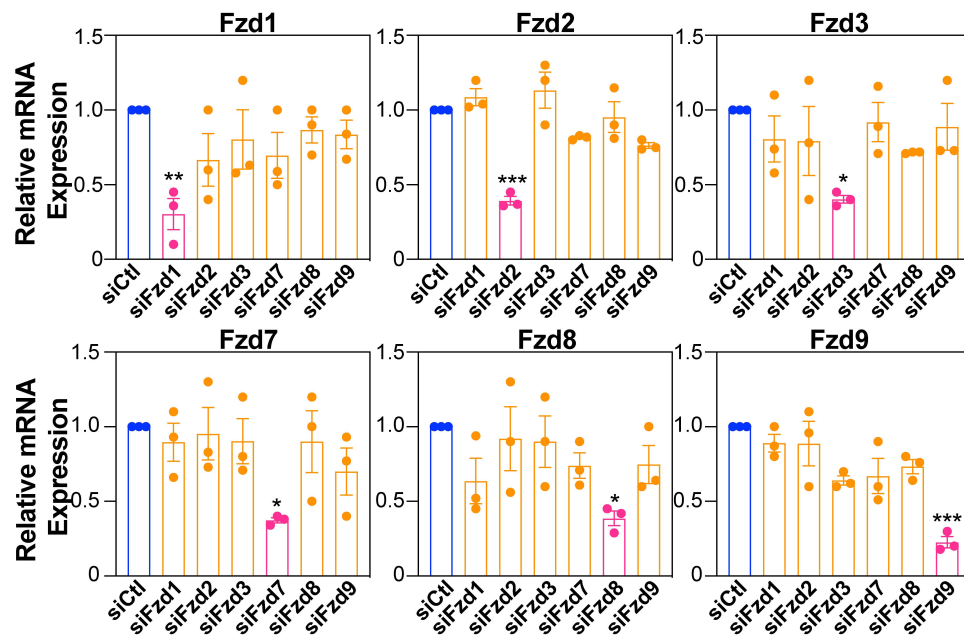 Fzd1
Fzd2
Fzd3
Relative mRNA
Expression
1.5
1.0
0.5
0
**
siCtl
siFzd1
siFzd2
siFzd3
siFzd7
siFzd8
siFzd9
1.5
1.0
0.5
0
***
siCtl
siFzd1
siFzd2
siFzd3
siFzd7
siFzd8
siFzd9
1.5
1.0
0.5
0
*
siCtl
siFzd1
siFzd2
siFzd3
siFzd7
siFzd8
siFzd9
Fzd7
Fzd8
Fzd9
Relative mRNA
Expression
1.5
1.0
0.5
0
*
siCtl
siFzd1
siFzd2
siFzd3
siFzd7
siFzd8
siFzd9
1.5
1.0
0.5
0
*
siCtl
siFzd1
siFzd2
siFzd3
siFzd7
siFzd8
siFzd9
1.5
1.0
0.5
0
***
siCtl
siFzd1
siFzd2
siFzd3
siFzd7
siFzd8
siFzd9